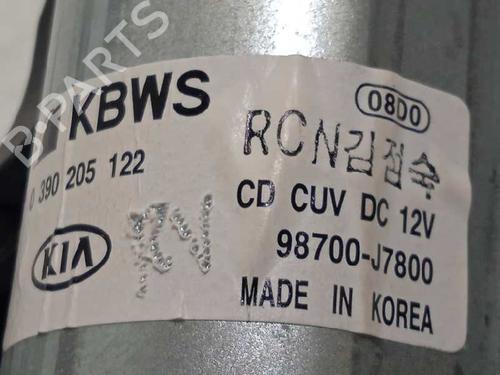 KBWS
08D0
RCN김점숙
0 390 205 122
CD CUV DC 12V
KIA
98700-J7800
MADE IN KOREA
B-PARTS